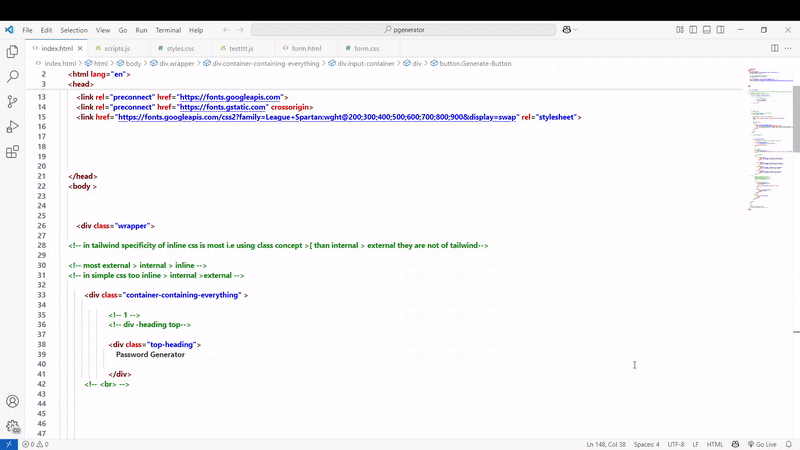 File Edit Selection View Go Run Terminal Help
pgenerator
index.html scripts.js styles.css testttt.js form.html form.css
index.html > html > body > div.wrapper > div.container-containing-everything > div.input-container > div > button.Generate-Button
2 <html lang="en">
3 <head>
13 <link rel="preconnect" href="https://fonts.googleapis.com">
14 <link rel="preconnect" href="https://fonts.gstatic.com" crossorigin>
15 <link href="https://fonts.googleapis.com/css2?family=League+Spartan:wght@200;300;400;500;600;700;800;900&display=swap" rel="stylesheet">
16
17
18
19
20
21 </head>
22 <body >
23
24
25
26 <div class="wrapper">
27
28 <!-- in tailwind specificity of inline css is most i.e using class concept >[ than internal > external they are not of tailwind-->
29
30 <!-- most external > internal > inline -->
31 <!-- in simple css too inline > internal >external -->
32
33 <div class="container-containing-everything" >
34
35 <!-- 1 -->
36 <!-- div -heading top-->
37
38 <div class="top-heading">
39 Password Generator
40
41 </div>
42 <!-- <br> -->
43
44
45
46
47
0 0
Ln 148, Col 38 Spaces: 4 UTF-8 LF HTML Go Live